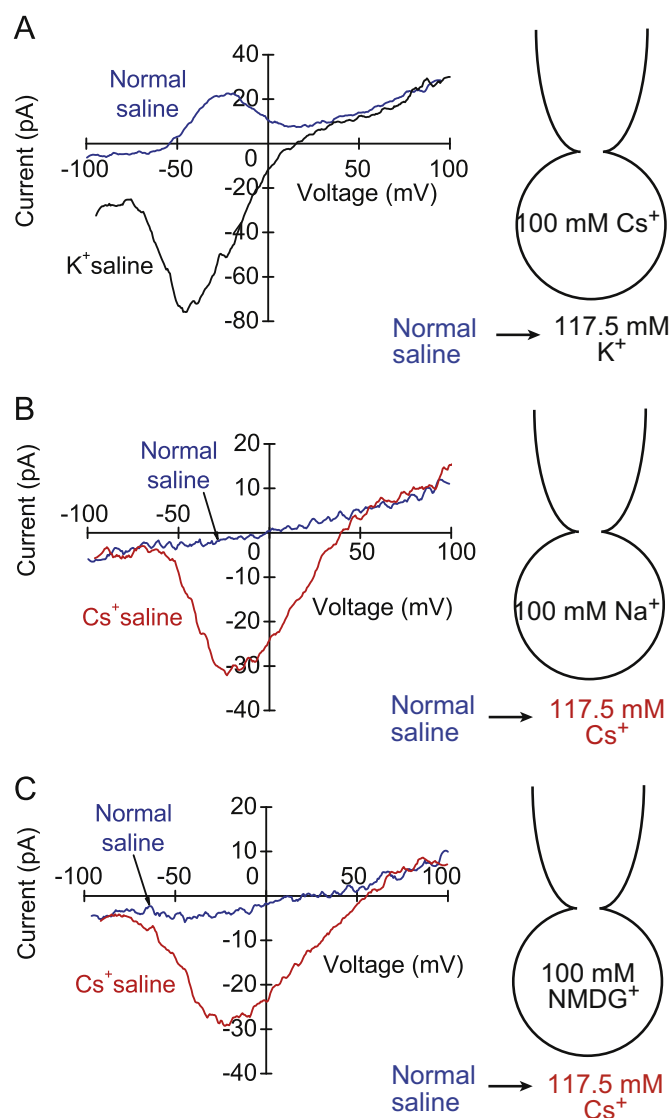 A
Current (pA)
40
20
0
-20
-40
-60
-80
-100
-50
50
100
Voltage (mV)
Normal
saline
K+ saline
100 mM Cs+
Normal
saline
117.5 mM
K+
B
Current (pA)
20
10
0
-10
-20
-30
-40
-100
-50
50
100
Voltage (mV)
Normal
saline
Cs+ saline
100 mM Na+
Normal
saline
117.5 mM
Cs+
C
Current (pA)
20
10
0
-10
-20
-30
-40
-100
-50
50
100
Voltage (mV)
Normal
saline
Cs+ saline
100 mM
NMDG+
Normal
saline
117.5 mM
Cs+